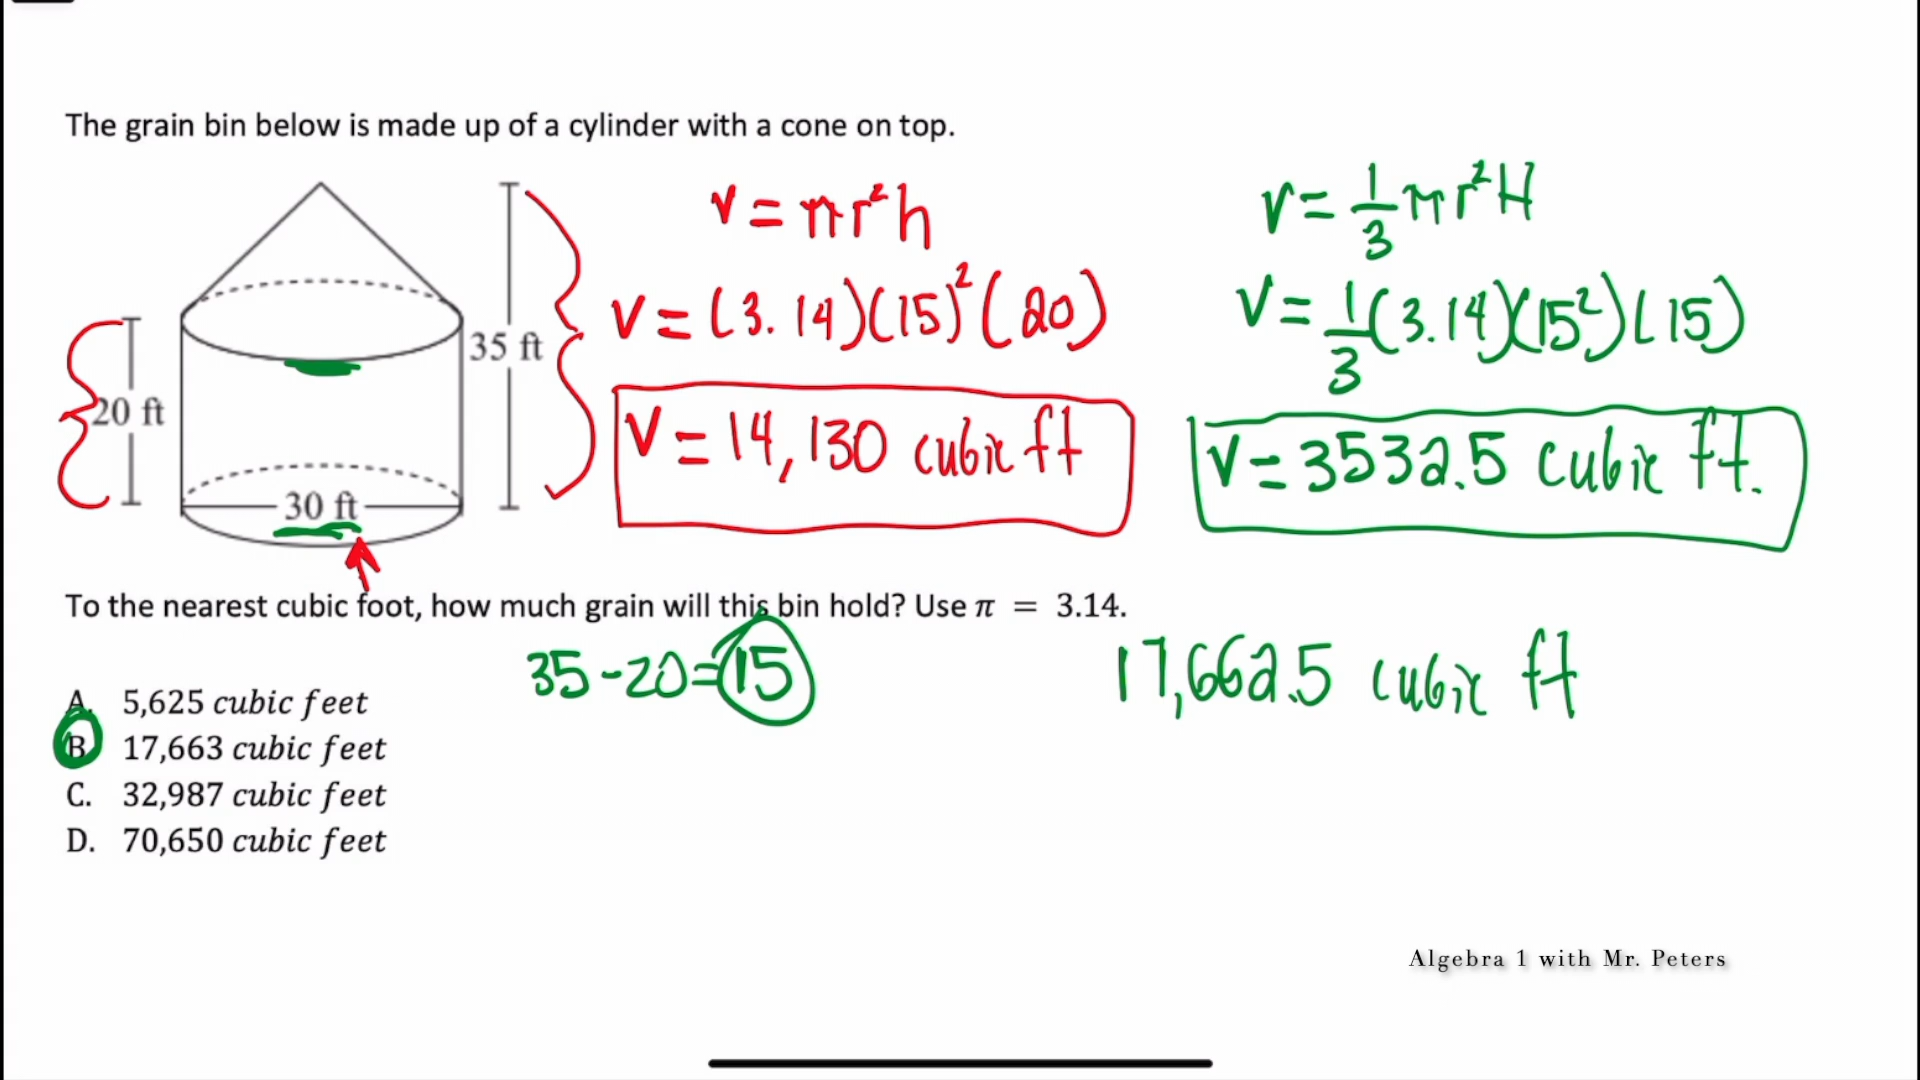 The grain bin below is made up of a cylinder with a cone on top.
V = πr²h
V = 1/3 πr²H
V = (3.14)(15)²(20)
V = 1/3 (3.14)(15²)(15)
35 ft
20 ft
V = 14,130 cubic ft
V = 3532.5 cubic ft.
30 ft
To the nearest cubic foot, how much grain will this bin hold? Use π = 3.14.
35-20=15
17,662.5 cubic ft
A. 5,625 cubic feet
B. 17,663 cubic feet
C. 32,987 cubic feet
D. 70,650 cubic feet
Algebra 1 with Mr. Peters